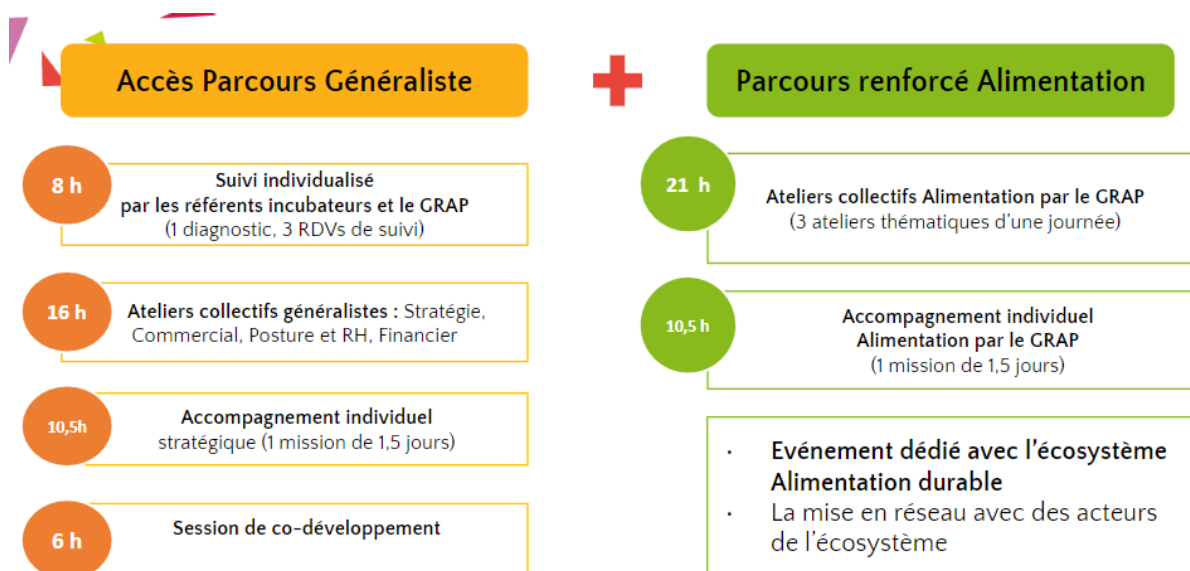 Accès Parcours Généraliste
8 h
Suivi individualisé
par les référents incubateurs et le GRAP
(1 diagnostic, 3 RDVs de suivi)
16 h
Ateliers collectifs généralistes : Stratégie,
Commercial, Posture et RH, Financier
10,5h
Accompagnement individuel
stratégique (1 mission de 1,5 jours)
6 h
Session de co-développement
Parcours renforcé Alimentation
21 h
Ateliers collectifs Alimentation par le GRAP
(3 ateliers thématiques d'une journée)
10,5 h
Accompagnement individuel
Alimentation par le GRAP
(1 mission de 1,5 jours)
· Evénement dédié avec l'écosystème
Alimentation durable
· La mise en réseau avec des acteurs
de l'écosystème